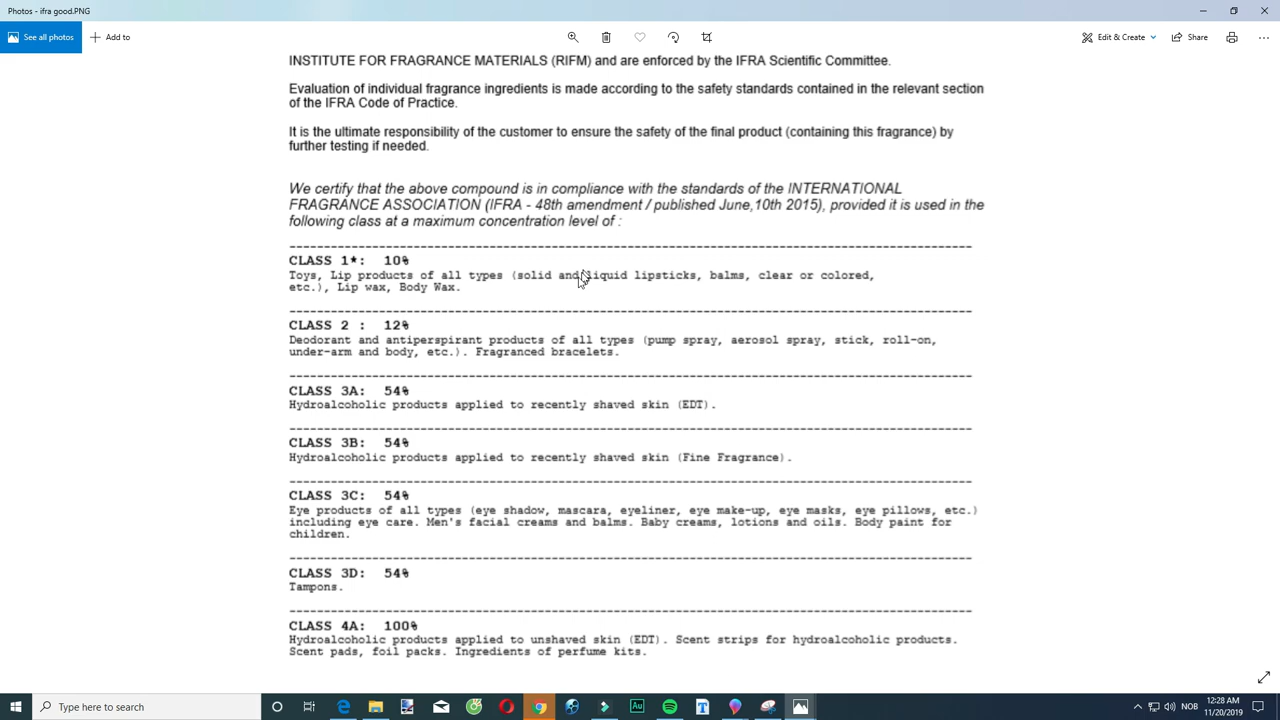 Photos - ifra good.PNG
See all photos
Add to
Edit & Create
Share
INSTITUTE FOR FRAGRANCE MATERIALS (RIFM) and are enforced by the IFRA Scientific Committee.
Evaluation of individual fragrance ingredients is made according to the safety standards contained in the relevant section
of the IFRA Code of Practice.
It is the ultimate responsibility of the customer to ensure the safety of the final product (containing this fragrance) by
further testing if needed.
We certify that the above compound is in compliance with the standards of the INTERNATIONAL
FRAGRANCE ASSOCIATION (IFRA - 48th amendment / published June,10th 2015), provided it is used in the
following class at a maximum concentration level of :
CLASS 1*: 10%
Toys, Lip products of all types (solid and liquid lipsticks, balms, clear or colored,
etc.), Lip wax, Body Wax.
CLASS 2 : 12%
Deodorant and antiperspirant products of all types (pump spray, aerosol spray, stick, roll-on,
under-arm and body, etc.). Fragranced bracelets.
CLASS 3A: 54%
Hydroalcoholic products applied to recently shaved skin (EDT).
CLASS 3B: 54%
Hydroalcoholic products applied to recently shaved skin (Fine Fragrance).
CLASS 3C: 54%
Eye products of all types (eye shadow, mascara, eyeliner, eye make-up, eye masks, eye pillows, etc.)
including eye care. Men's facial creams and balms. Baby creams, lotions and oils. Body paint for
children.
CLASS 3D: 54%
Tampons.
CLASS 4A: 100%
Hydroalcoholic products applied to unshaved skin (EDT). Scent strips for hydroalcoholic products.
Scent pads, foil packs. Ingredients of perfume kits.
Type here to search
Au
T
NOB
12:28 AM
11/20/2019